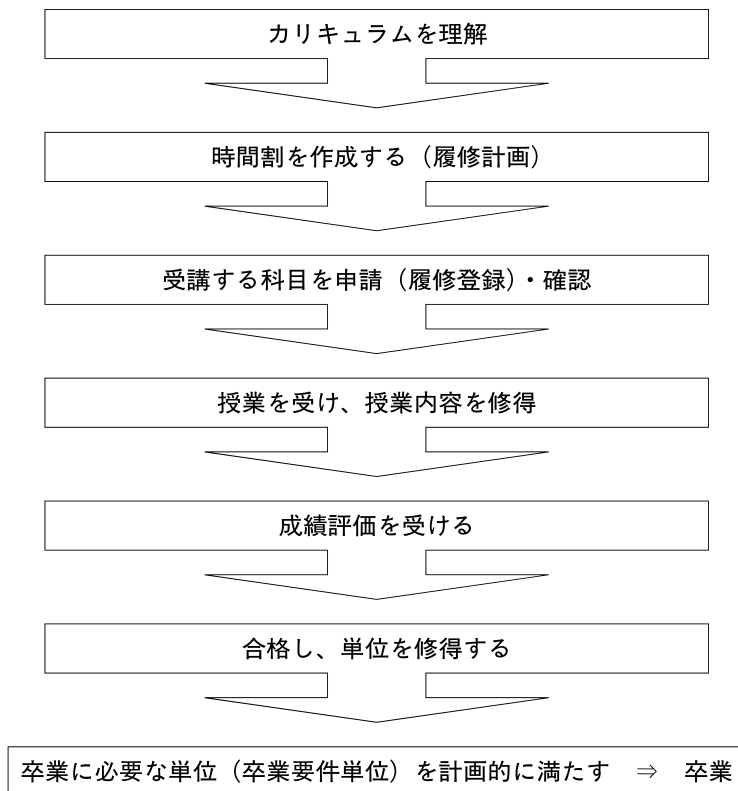 カリキュラムを理解
時間割を作成する（履修計画）
受講する科目を申請（履修登録）・確認
授業を受け、授業内容を修得
成績評価を受ける
合格し、単位を修得する
卒業に必要な単位（卒業要件単位）を計画的に満たす　⇒　卒業